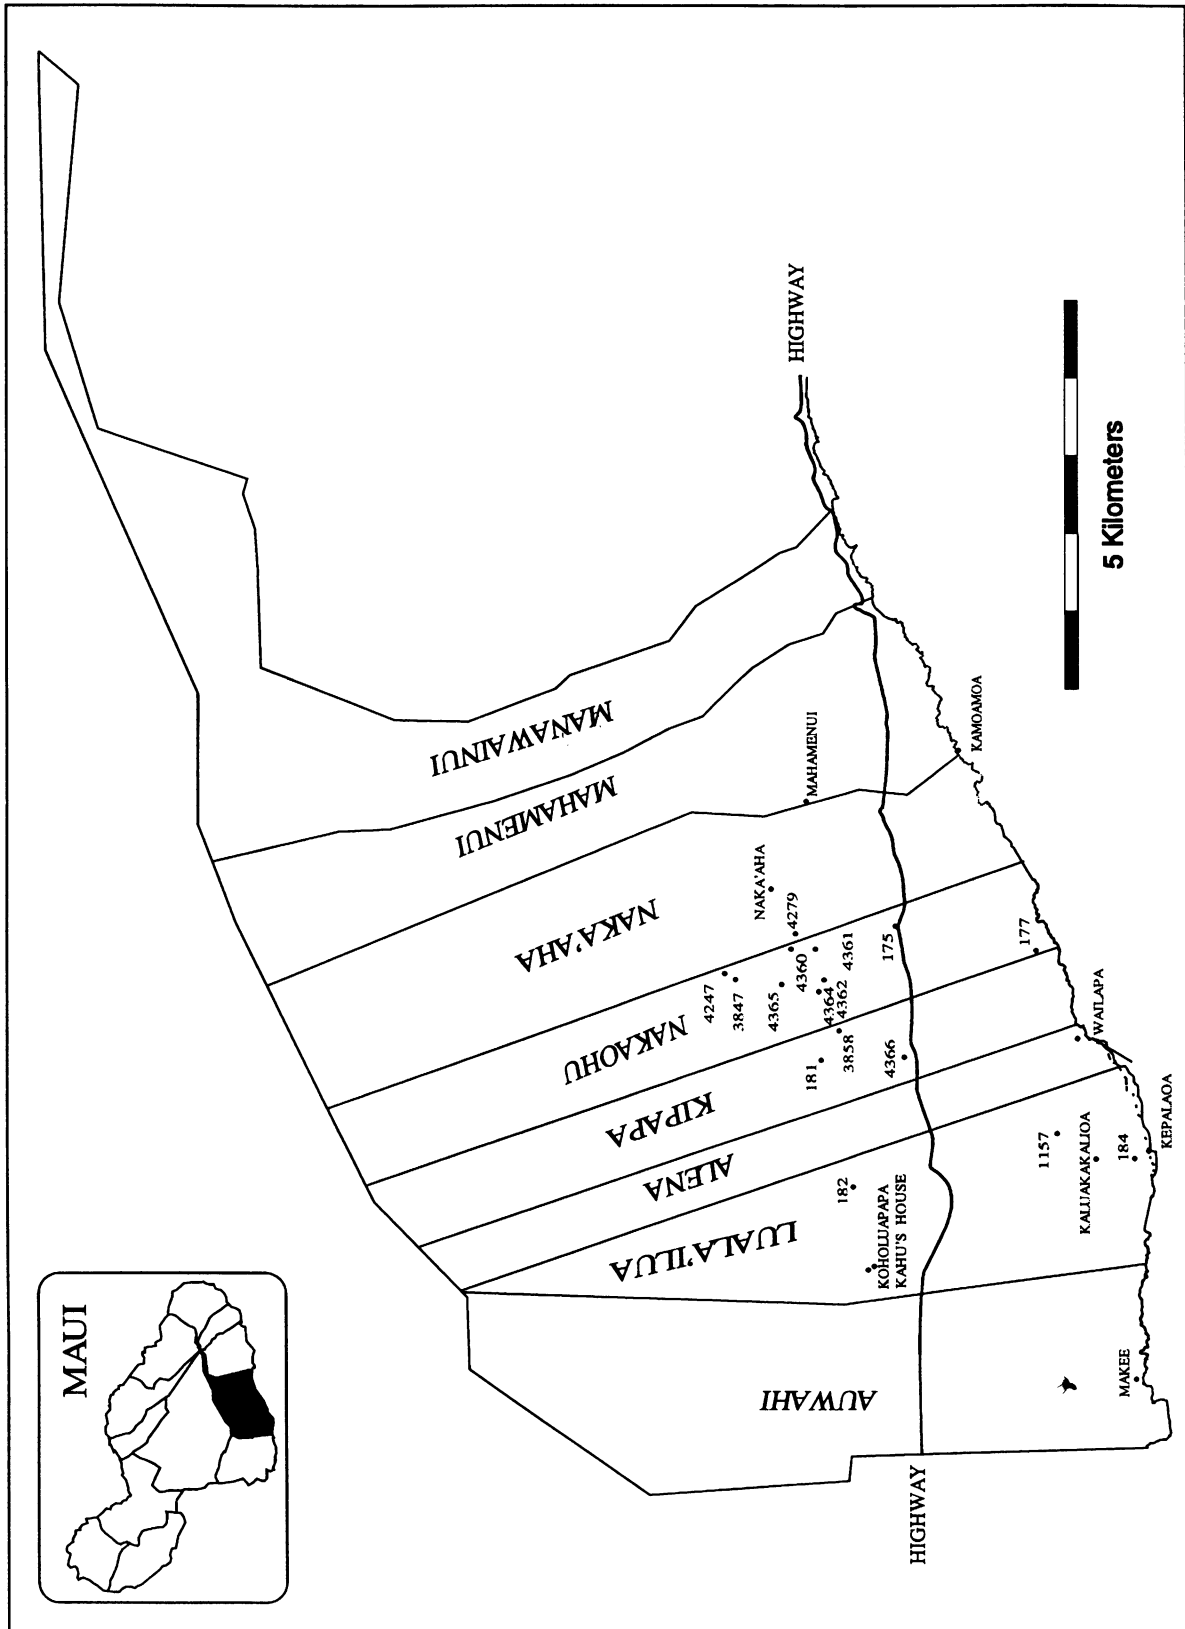 MAUI
HIGHWAY
MANAWAINUI
MAHAMENUI
NAKA'AHA
NAKAOHU
KIPAPA
ALENA
LUALA'ILUA
AUWAHI
HIGHWAY
MAHAMENUI
KAMOAMOA
NAKA'AHA
4279
4247
3847
4365
4360
4361
4364
4362
175
177
181
3858
4366
WAILAPA
182
KOHOLUAPAPA
KAHU'S HOUSE
1157
KALUAKAKALIOA
184
KEPALAOA
MAKEE
5 Kilometers